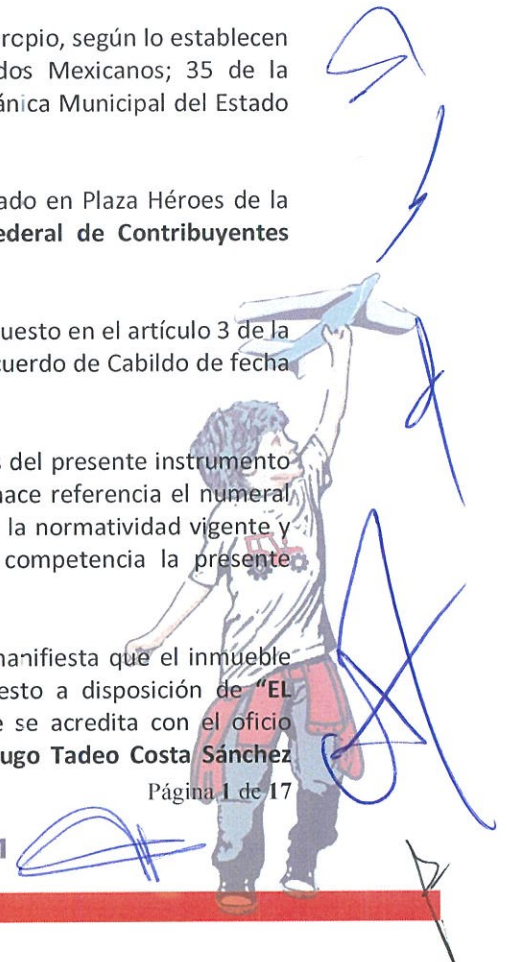 rcpio, según lo establecen
dos Mexicanos; 35 de la
ánica Municipal del Estado
ado en Plaza Héroes de la
ederal de Contribuyentes
uesto en el artículo 3 de la
cuerdo de Cabildo de fecha
s del presente instrumento
hace referencia el numeral
la normatividad vigente y
competencia la presente
manifiesta que el inmueble
esto a disposición de "EL
e se acredita con el oficio
ugo Tadeo Costa Sánchez
Página 1 de 17